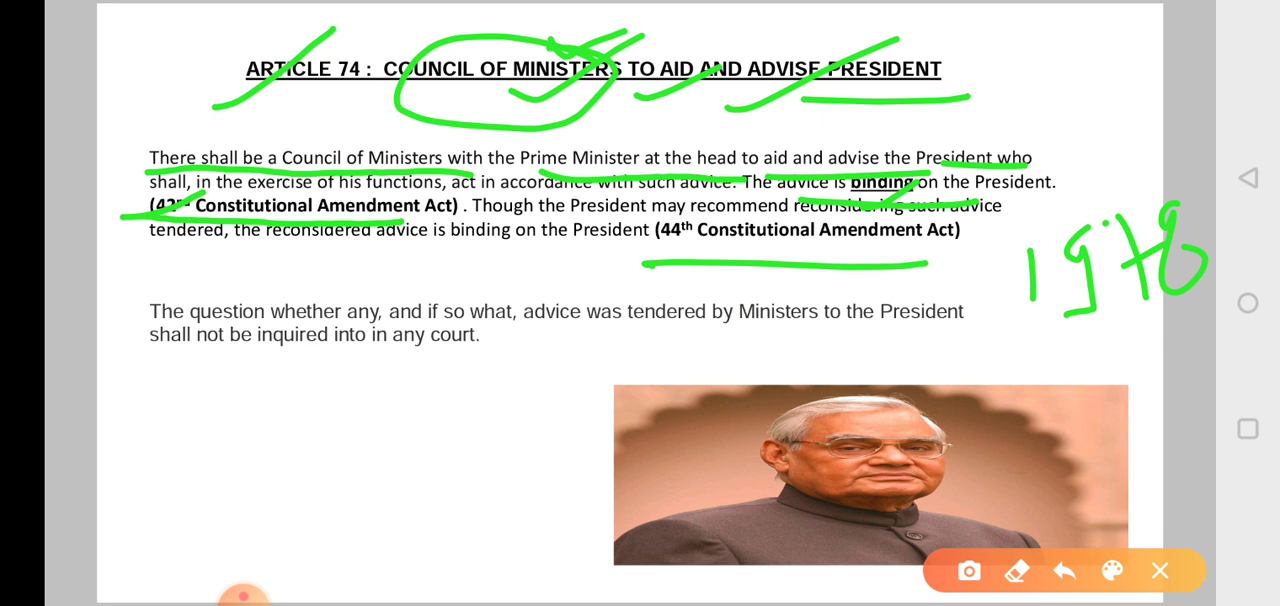 ARTICLE 74 : COUNCIL OF MINISTERS TO AID AND ADVISE PRESIDENT
There shall be a Council of Ministers with the Prime Minister at the head to aid and advise the President who
shall, in the exercise of his functions, act in accordance with such advice. The advice is binding on the President.
(42nd Constitutional Amendment Act) . Though the President may recommend reconsidering such advice
tendered, the reconsidered advice is binding on the President (44th Constitutional Amendment Act)
1978
The question whether any, and if so what, advice was tendered by Ministers to the President
shall not be inquired into in any court.